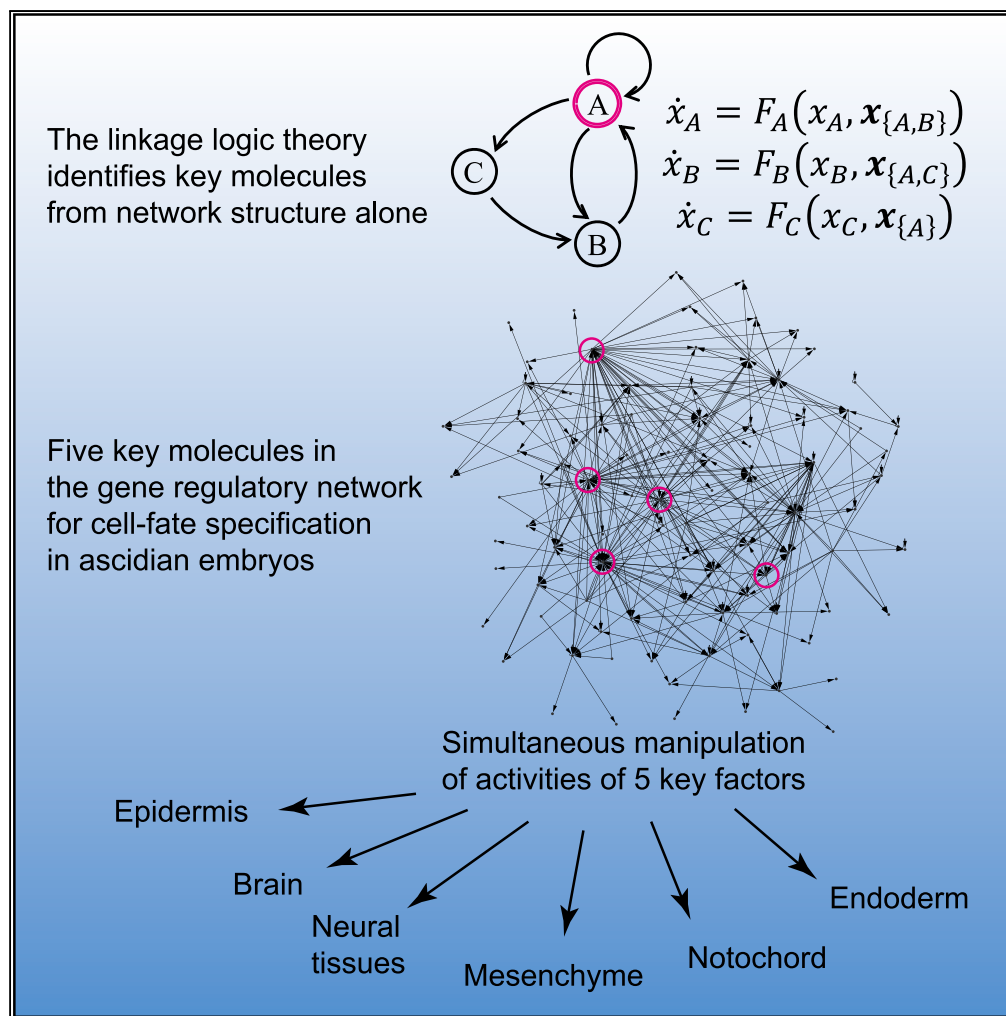 The linkage logic theory
identifies key molecules
from network structure alone
A
C
B
ẋ_A = F_A(x_A, x_{A,B})
ẋ_B = F_B(x_B, x_{A,C})
ẋ_C = F_C(x_C, x_{A})
Five key molecules in
the gene regulatory network
for cell-fate specification
in ascidian embryos
Simultaneous manipulation
of activities of 5 key factors
Epidermis
Brain
Neural
tissues
Mesenchyme
Notochord
Endoderm